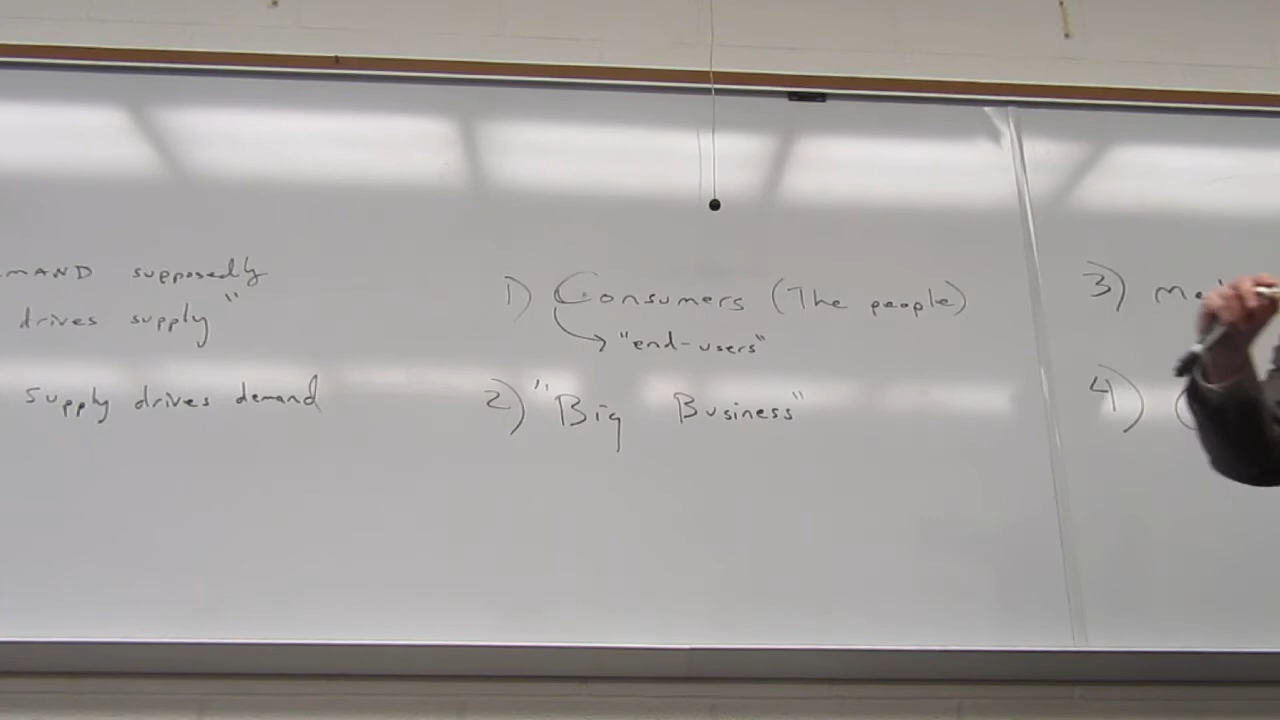 supposedly
drives supply"
supply drives demand
1) Consumers (The people)
"end-users"
2) "Big Business"
3)
4)